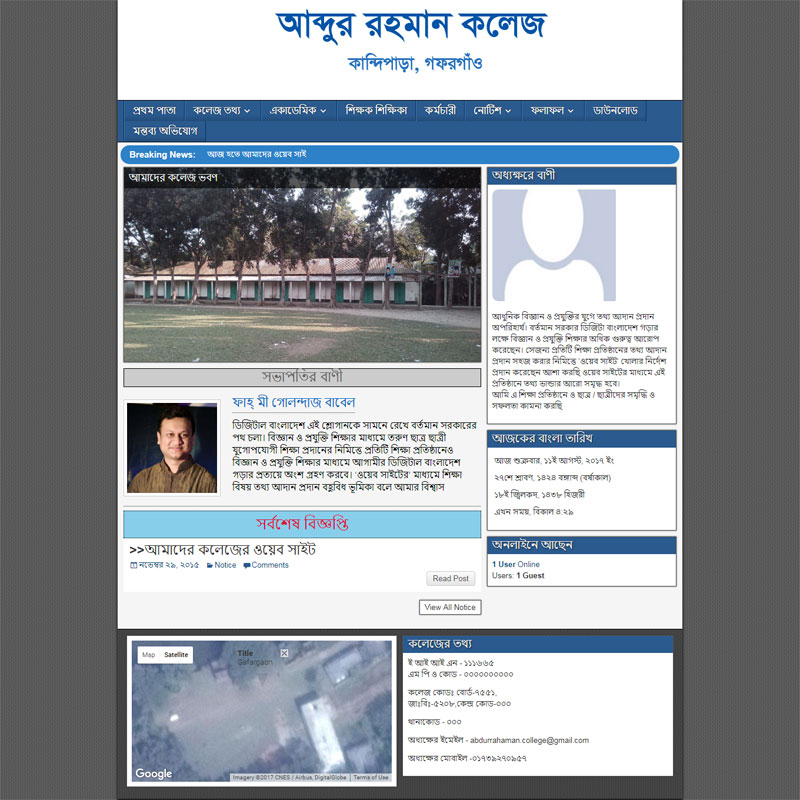 আব্দুর রহমান কলেজ
কান্দিপাড়া, গফরগাঁও
প্রথম পাতা কলেজ তথ্য একাডেমিক শিক্ষক শিক্ষিকা কর্মচারী নোটিশ ফলাফল ডাউনলোড
মন্তব্য অভিযোগ
Breaking News: আজ হতে আমাদের ওয়েব সাই
আমাদের কলেজ ভবণ
সভাপতির বাণী
ফাহ্ মী গোলন্দাজ বাবেল
ডিজিটাল বাংলাদেশ এই শ্লোগানকে সামনে রেখে বর্তমান সরকারের
পথ চলা। বিজ্ঞান ও প্রযুক্তি শিক্ষার মাধ্যমে তরুণ ছাত্র ছাত্রী
যুগোপযোগী শিক্ষা প্রদানের নিমিত্তে প্রতিটি শিক্ষা প্রতিষ্ঠানেও
বিজ্ঞান ও প্রযুক্তি শিক্ষার মাধ্যমে আগামীর ডিজিটাল বাংলাদেশ
গড়ার প্রত্যয়ে অংশ গ্রহণ করবে। 'ওয়েব সাইটের' মাধ্যমে শিক্ষা
বিষয় তথ্য আদান প্রদান বহুবিধ ভূমিকা বলে আমার বিশ্বাস
সর্বশেষ বিজ্ঞপ্তি
>>আমাদের কলেজের ওয়েব সাইট
নভেম্বর ২৯, ২০১৫ Notice Comments
Read Post
View All Notice
অধ্যক্ষরে বাণী
আধুনিক বিজ্ঞান ও প্রযুক্তির যুগে তথ্য আদান প্রদান
অপরিহার্য। বর্তমান সরকার ডিজিটা বাংলাদেশ গড়ার
লক্ষে বিজ্ঞান ও প্রযুক্তি শিক্ষার অধিক গুরুত্ব আরোপ
করেছেন। সেজন্য প্রতিটি শিক্ষা প্রতিষ্ঠানের তথ্য আদান
প্রদান সহজ করার নিমিত্তে 'ওয়েব সাইট' খোলার নির্দেশ
প্রদান করেছেন আশা করছি ওয়েব সাইটের মাধ্যমে এই
প্রতিষ্ঠানে তথ্য ভান্ডার আরো সমৃদ্ধ হবে।
আমি এ শিক্ষা প্রতিষ্ঠানে ও ছাত্র / ছাত্রীদের সমৃদ্ধি ও
সফলতা কামনা করছি
আজকের বাংলা তারিখ
আজ শুক্রবার, ১১ই আগস্ট, ২০১৭ ইং
২৭শে শ্রাবণ, ১৪২৪ বঙ্গাব্দ (বর্ষাকাল)
১৮ই জ্বিলকদ, ১৪৩৮ হিজরী
এখন সময়, বিকাল ৪:২৯
অনলাইনে আছেন
1 User Online
Users: 1 Guest
Map Satellite
Title
Gafargaon
Google
Imagery ©2017 CNES / Airbus, DigitalGlobe Terms of Use
কলেজের তথ্য
ই আই আই এন - ১১১৬৬৫
এম পি ও কোড - ০০০০০০০০০০
কলেজ কোডঃ বোর্ড-৭৫৫১,
জাঃবিঃ-৫২০৮,কেন্দ্র কোড-০০০
থানাকোড - ০০০
অধ্যক্ষের ইমেইল - abdurrahaman.college@gmail.com
অধ্যক্ষের মোবাইল -০১৭৩৯২৭০৯৫৭